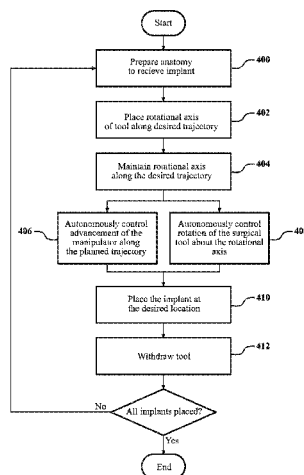 Start
Prepare anatomy
to recieve implant
400
Place rotational axis
of tool along desired trajectory
402
Maintain rotational axis
along the desired trajectory
404
Autonomously control
advancement of the
manipulator along
the planned trajectory
406
Autonomously control
rotation of the surgical
tool about the rotational
axis
40
Place the implant at
the desired location
410
Withdraw tool
412
All implants placed?
No
Yes
End